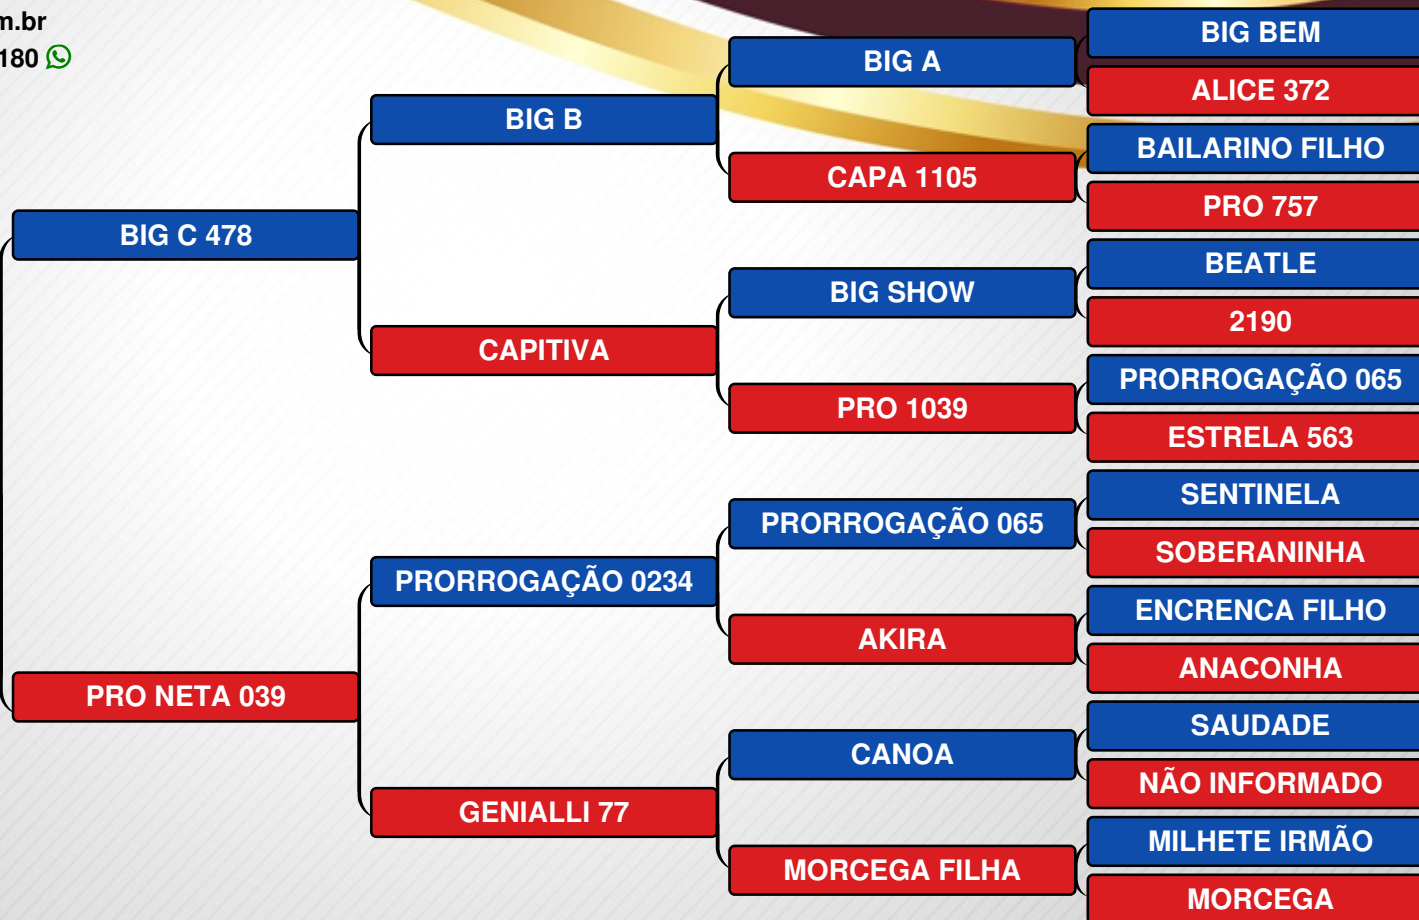 m.br
180
BIG BEM
BIG A
ALICE 372
BIG B
BAILARINO FILHO
CAPA 1105
PRO 757
BIG C 478
BEATLE
BIG SHOW
2190
CAPITIVA
PRORROGAÇÃO 065
PRO 1039
ESTRELA 563
SENTINELA
PRORROGAÇÃO 065
SOBERANINHA
PRORROGAÇÃO 0234
ENCRENCA FILHO
AKIRA
ANACONHA
PRO NETA 039
SAUDADE
CANOA
NÃO INFORMADO
GENIALLI 77
MILHETE IRMÃO
MORCEGA FILHA
MORCEGA